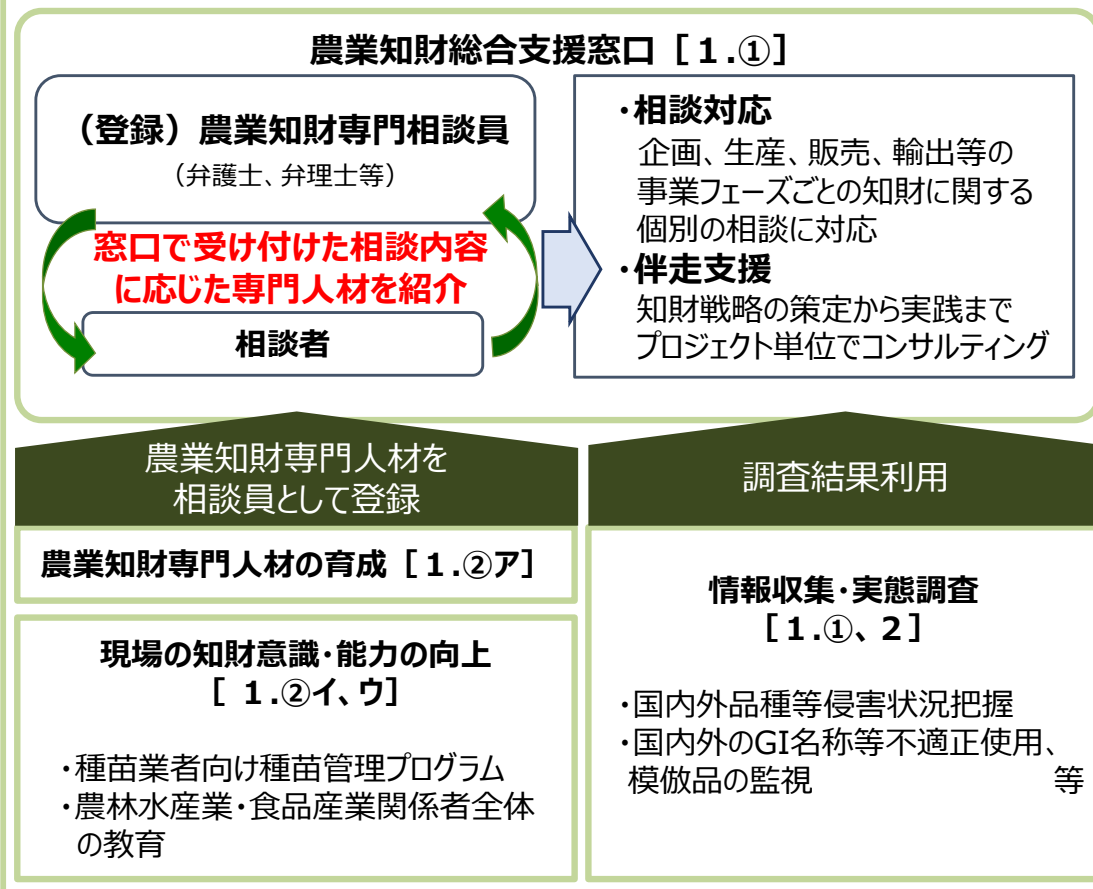 農業知財総合支援窓口［１.①］
（登録）農業知財専門相談員
（弁護士、弁理士等）
窓口で受け付けた相談内容
に応じた専門人材を紹介
相談者
・相談対応
企画、生産、販売、輸出等の
事業フェーズごとの知財に関する
個別の相談に対応
・伴走支援
知財戦略の策定から実践まで
プロジェクト単位でコンサルティング
農業知財専門人材を
相談員として登録
農業知財専門人材の育成［１.②ア］
現場の知財意識・能力の向上
［ １.②イ、ウ］
・種苗業者向け種苗管理プログラム
・農林水産業・食品産業関係者全体
の教育
調査結果利用
情報収集・実態調査
［１.①、２］
・国内外品種等侵害状況把握
・国内外のGI名称等不適正使用、
模倣品の監視　　　　　　　　等